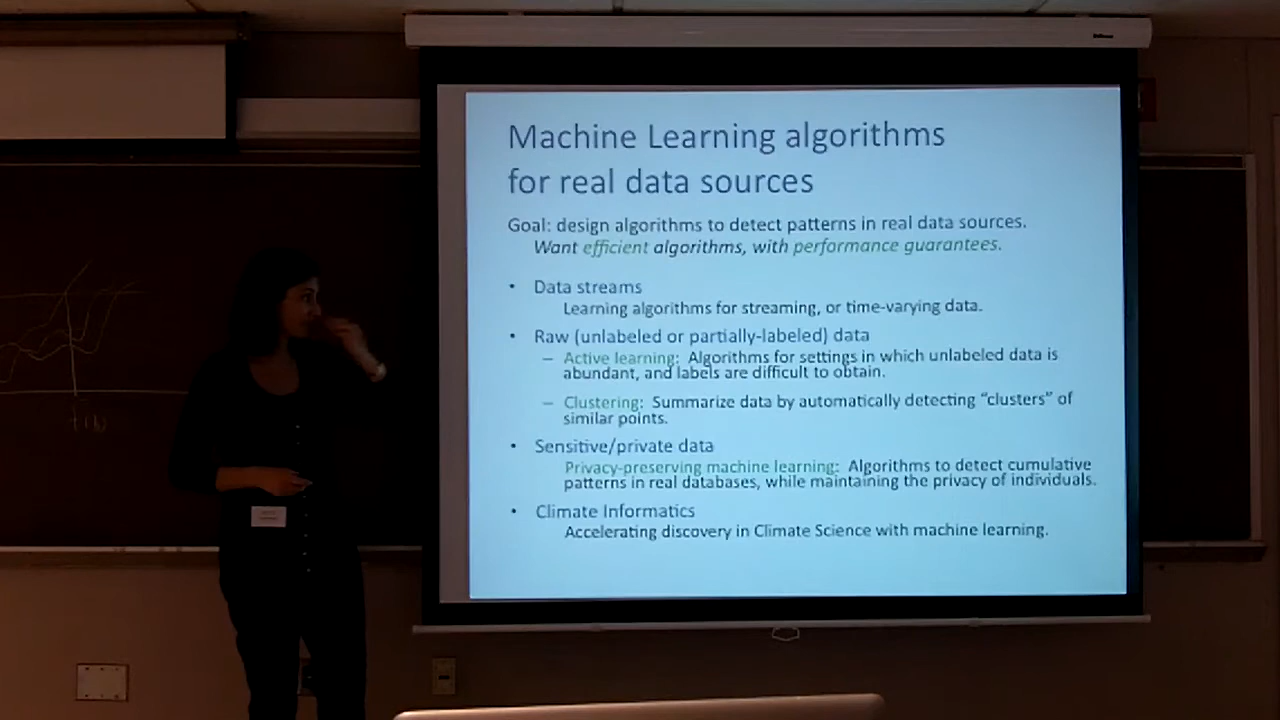 Machine Learning algorithms
for real data sources
Goal: design algorithms to detect patterns in real data sources.
Want efficient algorithms, with performance guarantees.
• Data streams
Learning algorithms for streaming, or time-varying data.
• Raw (unlabeled or partially-labeled) data
– Active learning: Algorithms for settings in which unlabeled data is
abundant, and labels are difficult to obtain.
– Clustering: Summarize data by automatically detecting “clusters” of
similar points.
• Sensitive/private data
Privacy-preserving machine learning: Algorithms to detect cumulative
patterns in real databases, while maintaining the privacy of individuals.
• Climate Informatics
Accelerating discovery in Climate Science with machine learning.